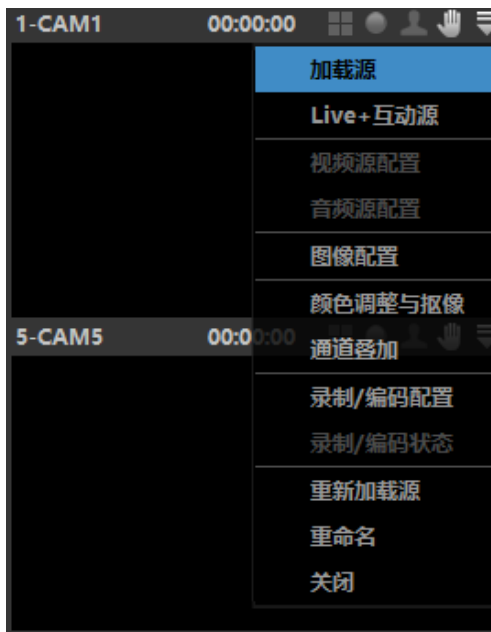 1-CAM1 00:00:00
加载源
Live+互动源
视频源配置
音频源配置
图像配置
颜色调整与抠像
5-CAM5 00:00:00
通道叠加
录制/编码配置
录制/编码状态
重新加载源
重命名
关闭